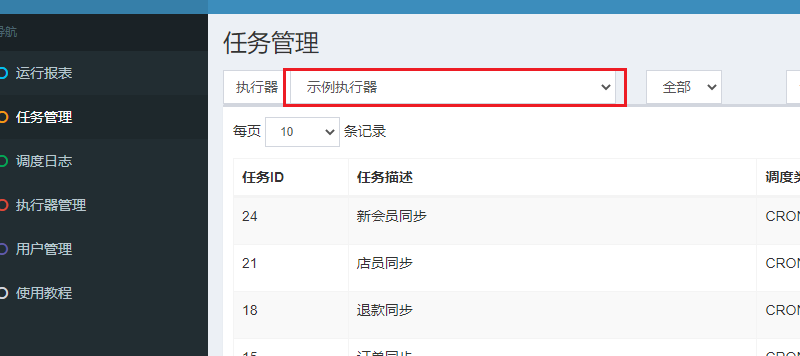 导航
任务管理
运行报表
执行器 示例执行器 全部
任务管理
每页 10 条记录
调度日志
任务ID 任务描述 调度类
执行器管理
24 新会员同步 CRON
用户管理
21 店员同步 CRON
使用教程
18 退款同步 CRON
15 订单同步 CRON